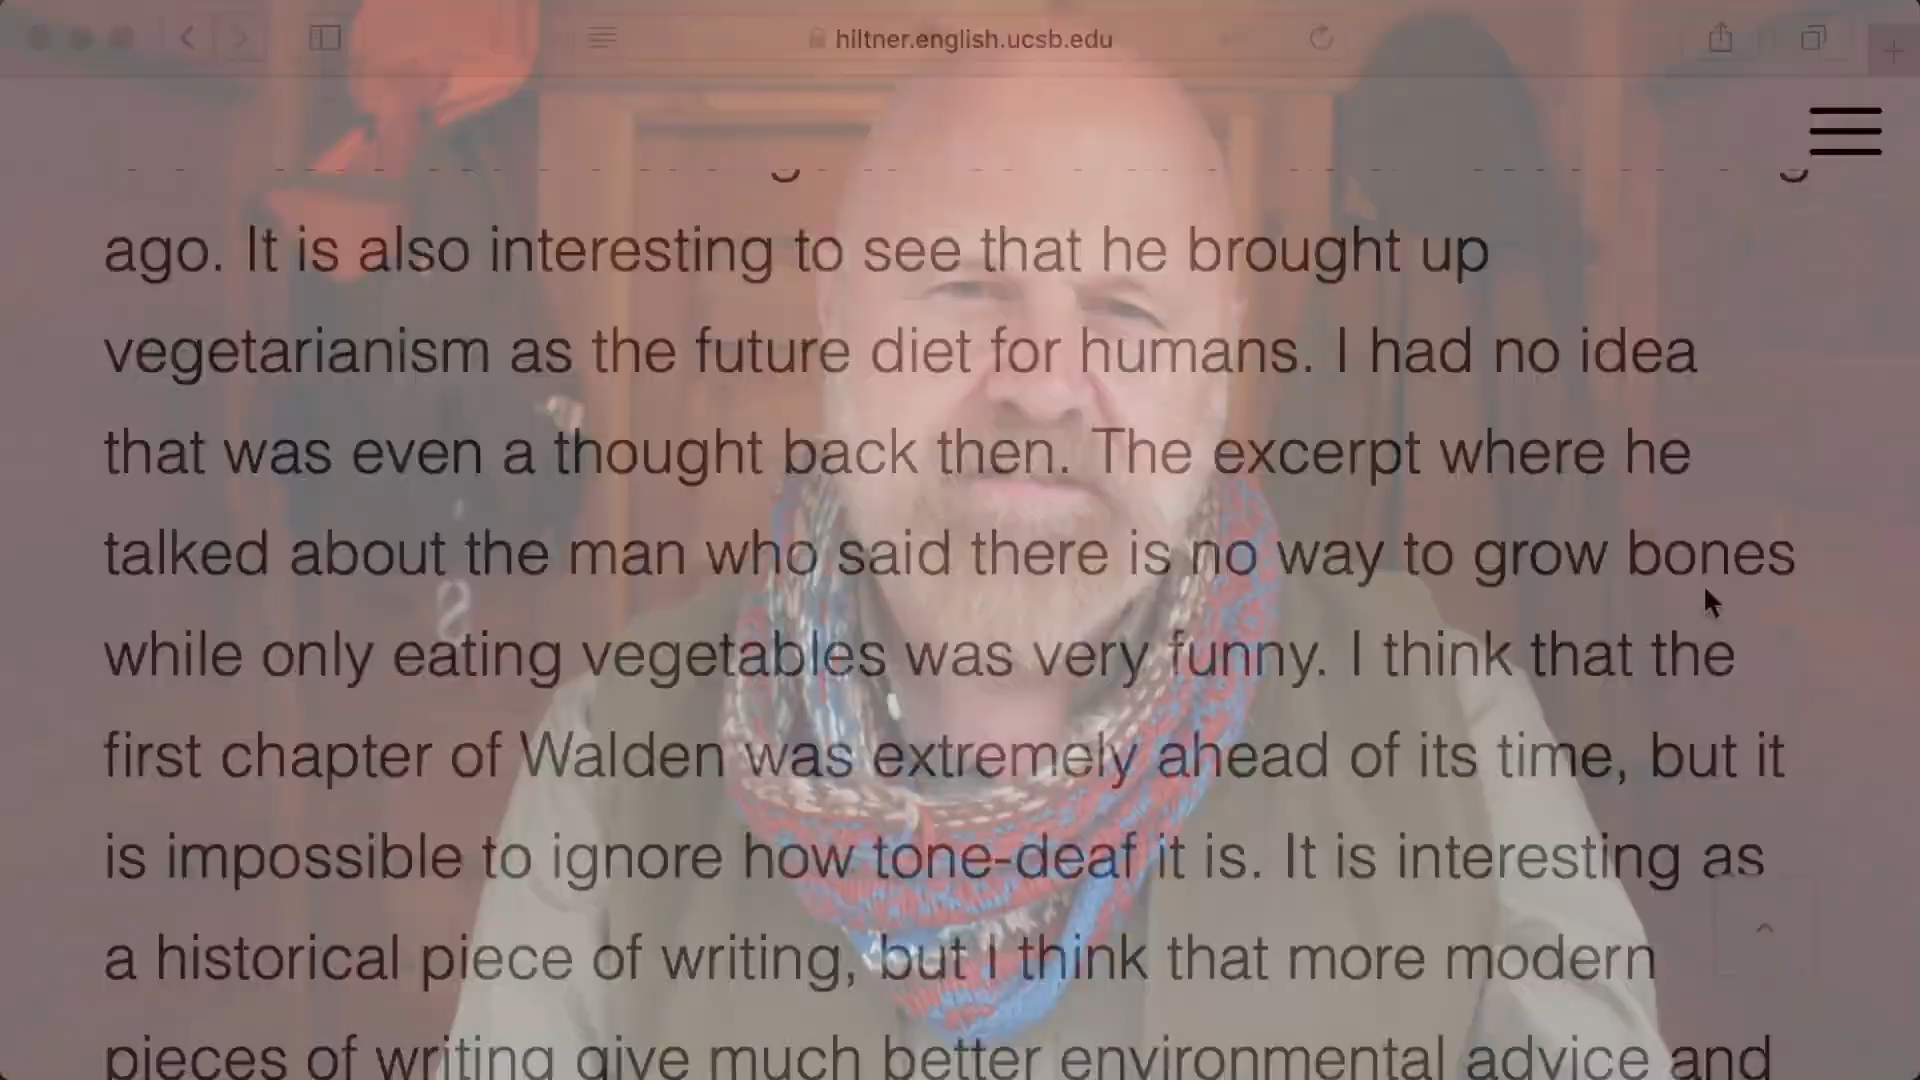 hiltner.english.ucsb.edu
ago. It is also interesting to see that he brought up
vegetarianism as the future diet for humans. I had no idea
that was even a thought back then. The excerpt where he
talked about the man who said there is no way to grow bones
while only eating vegetables was very funny. I think that the
first chapter of Walden was extremely ahead of its time, but it
is impossible to ignore how tone-deaf it is. It is interesting as
a historical piece of writing, but I think that more modern
pieces of writing give much better environmental advice and